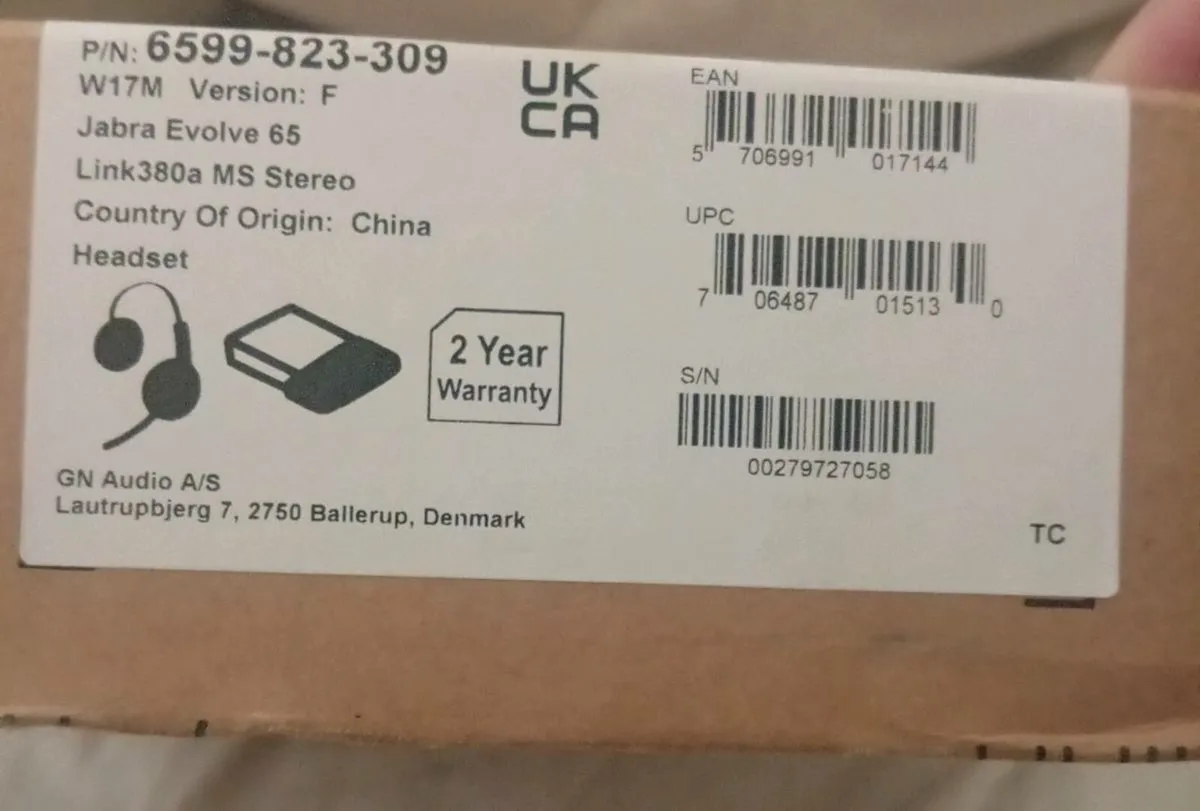 P/N: 6599-823-309
W17M Version: F
Jabra Evolve 65
Link380a MS Stereo
Country Of Origin: China
Headset
2 Year
Warranty
GN Audio A/S
Lautrupbjerg 7, 2750 Ballerup, Denmark
UK
CA
EAN
5 706991 017144
UPC
7 06487 01513 0
S/N
00279727058
TC